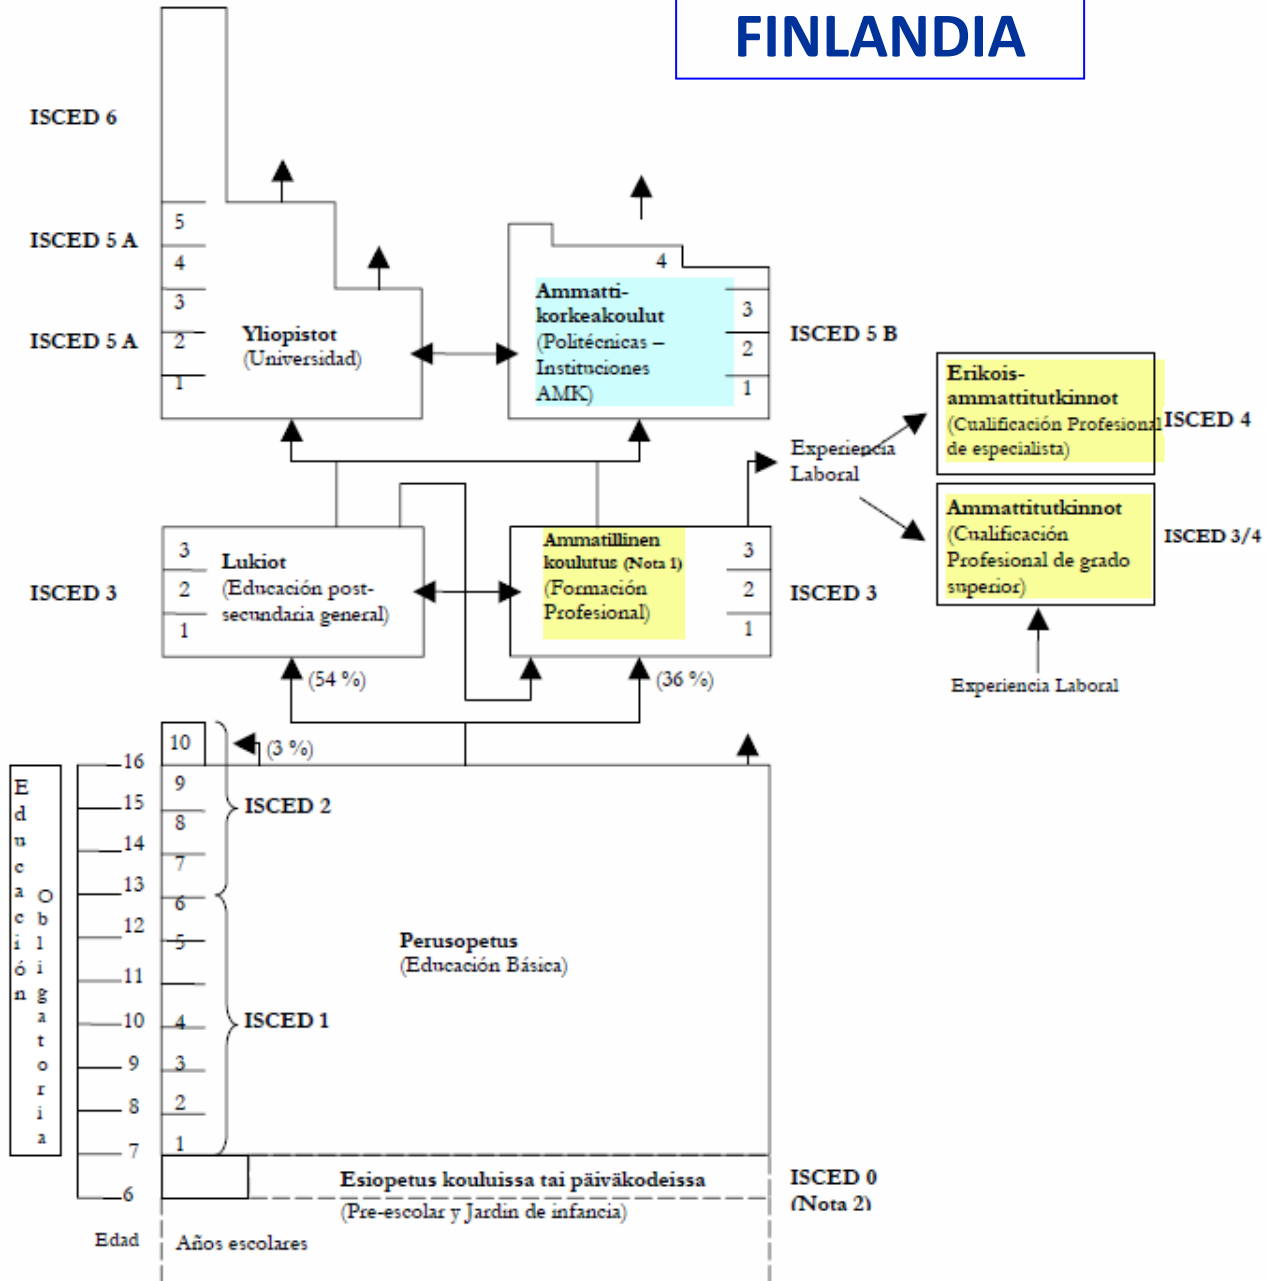 FINLANDIA
ISCED 6
5
ISCED 5 A
4
3
ISCED 5 A
2
1
Yliopistot
(Universidad)
4
Ammatti-
korkeakoulut
(Politécnicas –
Instituciones
AMK)
3
2
1
ISCED 5 B
Erikois-
ammattitutkinnot
(Cualificación Profesional
de especialista)
ISCED 4
Experiencia
Laboral
Ammattitutkinnot
(Cualificación
Profesional de grado
superior)
ISCED 3/4
Experiencia Laboral
ISCED 3
3
2
1
Lukiot
(Educación post-
secundaria general)
Ammatillinen
koulutus (Nota 1)
(Formación
Profesional)
3
2
1
ISCED 3
(54 %)
(36 %)
10
(3 %)
Educación
Obligatoria
16
15
14
13
12
11
10
9
8
7
6
9
8
7
6
5
4
3
2
1
ISCED 2
ISCED 1
Perusopetus
(Educación Básica)
Esiopetus kouluissa tai päiväkodeissa
(Pre-escolar y Jardin de infancia)
ISCED 0
(Nota 2)
Edad
Años escolares